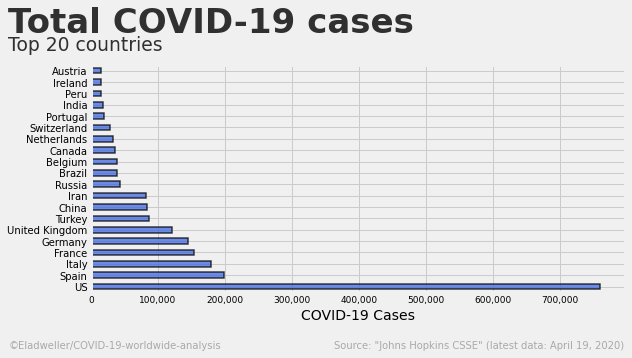 Total COVID-19 cases
Top 20 countries
Austria
Ireland
Peru
India
Portugal
Switzerland
Netherlands
Canada
Belgium
Brazil
Russia
Iran
China
Turkey
United Kingdom
Germany
France
Italy
Spain
US
0 100,000 200,000 300,000 400,000 500,000 600,000 700,000
COVID-19 Cases
©Eladweller/COVID-19-worldwide-analysis Source: "Johns Hopkins CSSE" (latest data: April 19, 2020)